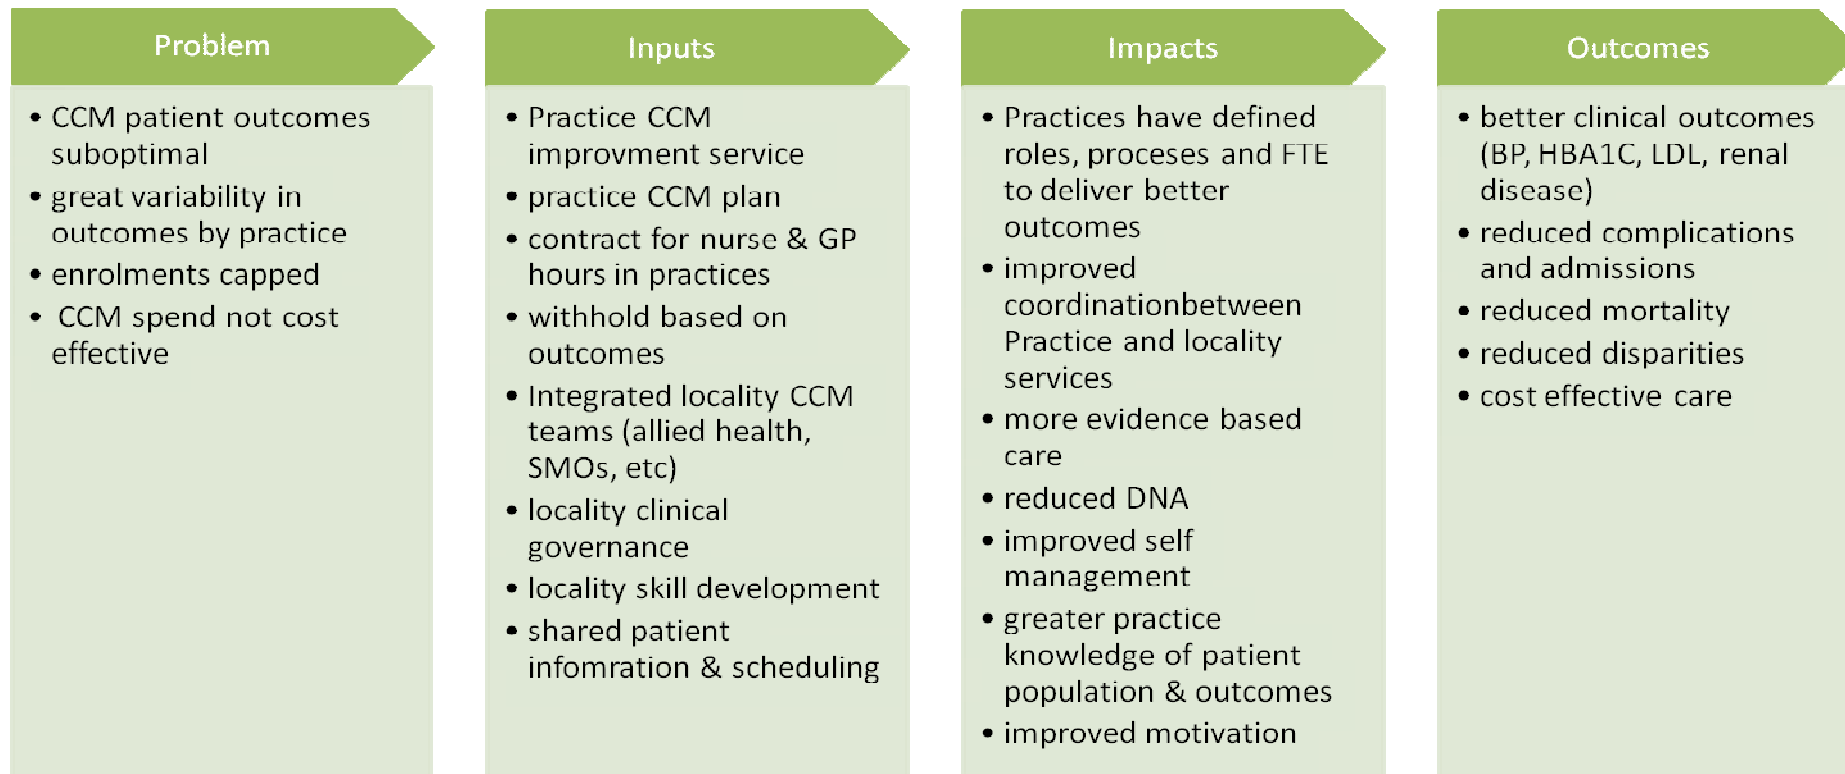 Problem
• CCM patient outcomes
suboptimal
• great variability in
outcomes by practice
• enrolments capped
• CCM spend not cost
effective
Inputs
• Practice CCM
improvment service
• practice CCM plan
• contract for nurse & GP
hours in practices
• withhold based on
outcomes
• Integrated locality CCM
teams (allied health,
SMOs, etc)
• locality clinical
governance
• locality skill development
• shared patient
infomration & scheduling
Impacts
• Practices have defined
roles, proceses and FTE
to deliver better
outcomes
• improved
coordinationbetween
Practice and locality
services
• more evidence based
care
• reduced DNA
• improved self
management
• greater practice
knowledge of patient
population & outcomes
• improved motivation
Outcomes
• better clinical outcomes
(BP, HBA1C, LDL, renal
disease)
• reduced complications
and admissions
• reduced mortality
• reduced disparities
• cost effective care